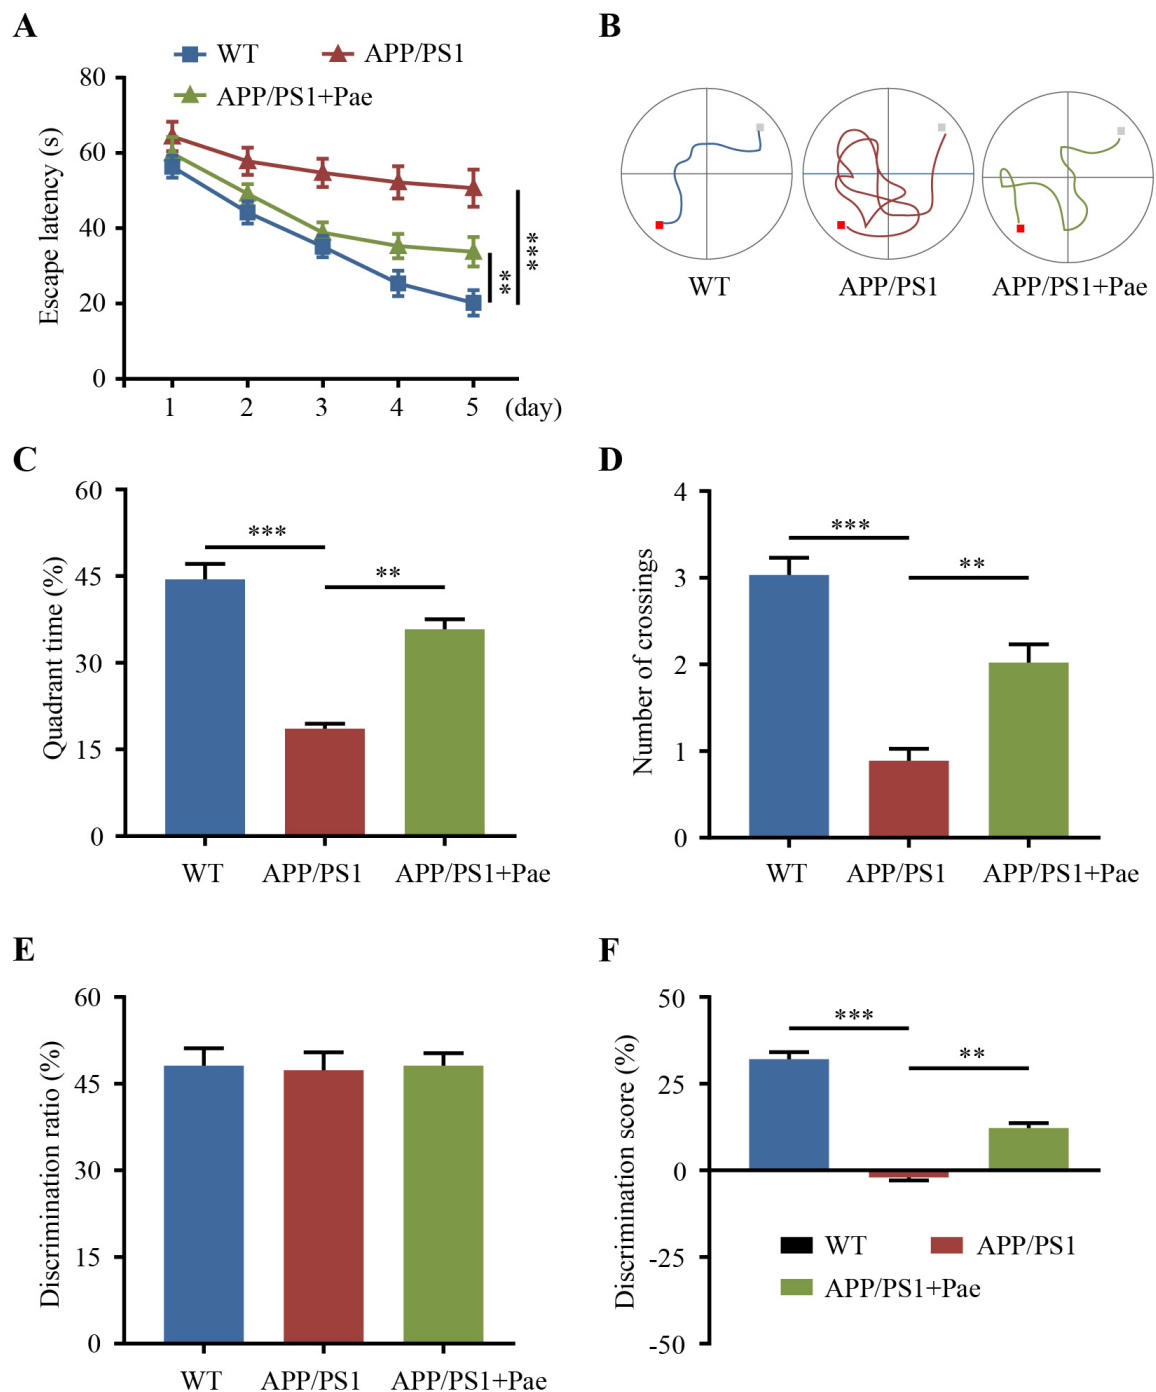 A
WT APP/PS1
APP/PS1+Pae
Escape latency (s)
80
60
40
20
0
1 2 3 4 5 (day)
**
***
B
WT APP/PS1 APP/PS1+Pae
C
Quadrant time (%)
60
45
30
15
0
***
**
WT APP/PS1 APP/PS1+Pae
D
Number of crossings
4
3
2
1
0
***
**
WT APP/PS1 APP/PS1+Pae
E
Discrimination ratio (%)
60
45
30
15
0
WT APP/PS1 APP/PS1+Pae
F
Discrimination score (%)
50
25
0
-25
-50
***
**
WT APP/PS1
APP/PS1+Pae